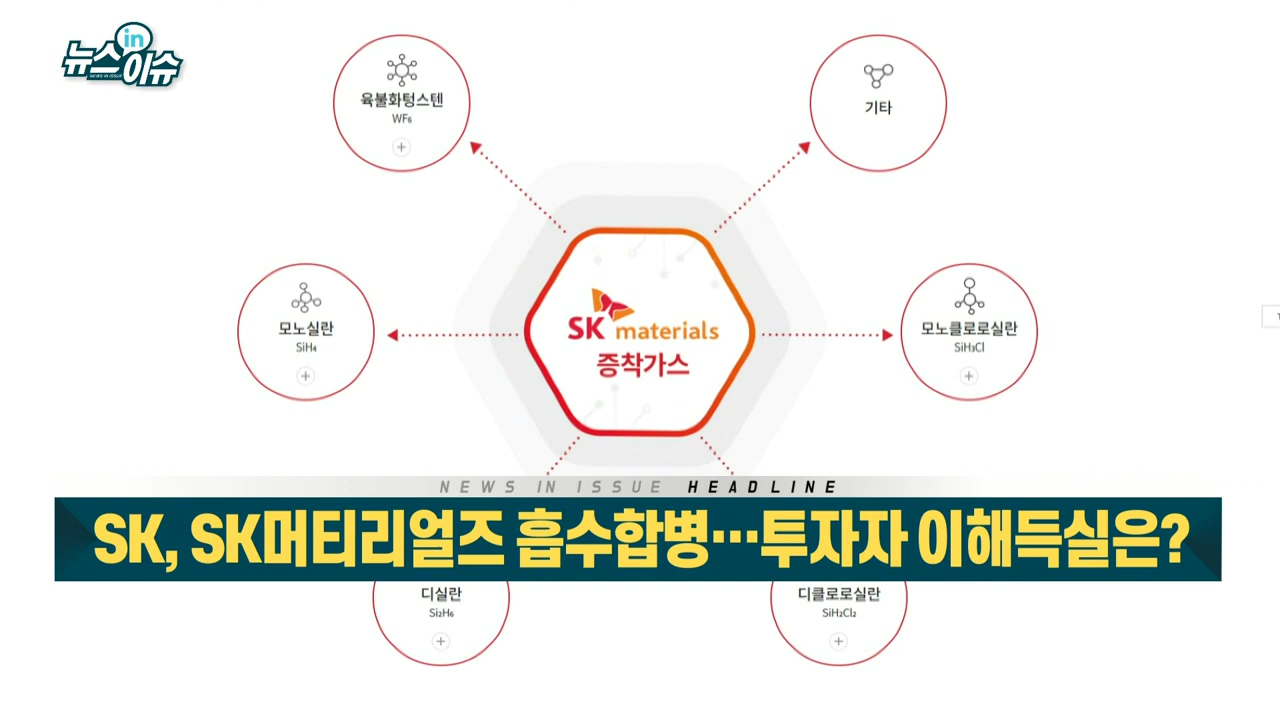 뉴스in이슈
NEWS IN ISSUE
육불화텅스텐
WF₆
기타
모노실란
SiH₄
SK materials
증착가스
모노클로로실란
SiH₃Cl
NEWS IN ISSUE HEADLINE
SK, SK머티리얼즈 흡수합병…투자자 이해득실은?
디실란
Si₂H₆
디클로로실란
SiH₂Cl₂